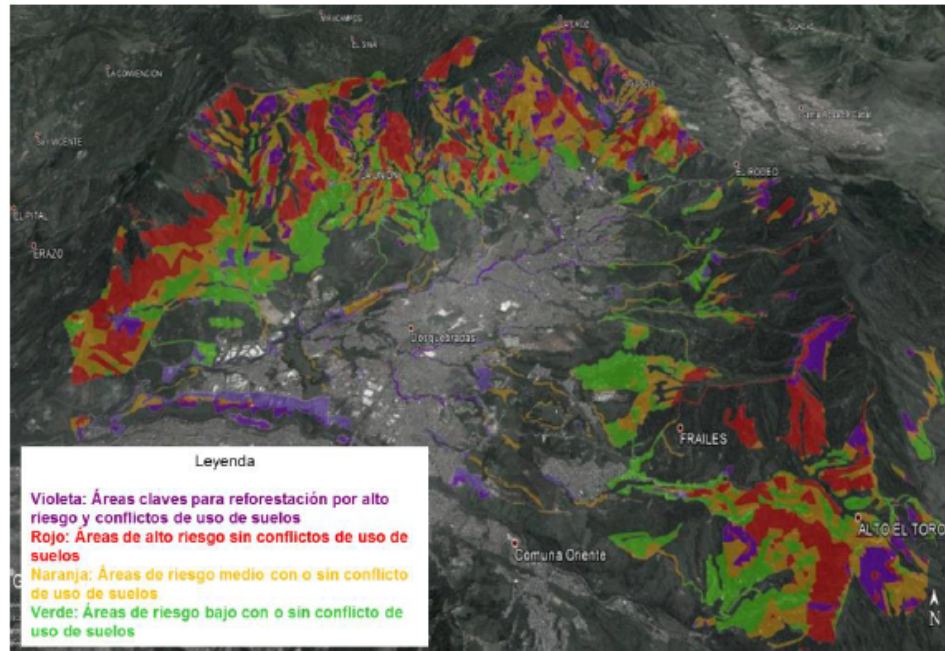 EL SINAI
LA CONVENCION
SAN VICENTE
EL RODEO
LA UNION
EL PITAL
ERAZO
Dosquebradas
FRAILES
ALTO EL TORO
Comuna Oriente
N
Leyenda
Violeta: Áreas claves para reforestación por alto
riesgo y conflictos de uso de suelos
Rojo: Áreas de alto riesgo sin conflictos de uso de
suelos
Naranja: Áreas de riesgo medio con o sin conflicto
de uso de suelos
Verde: Áreas de riesgo bajo con o sin conflicto de
uso de suelos